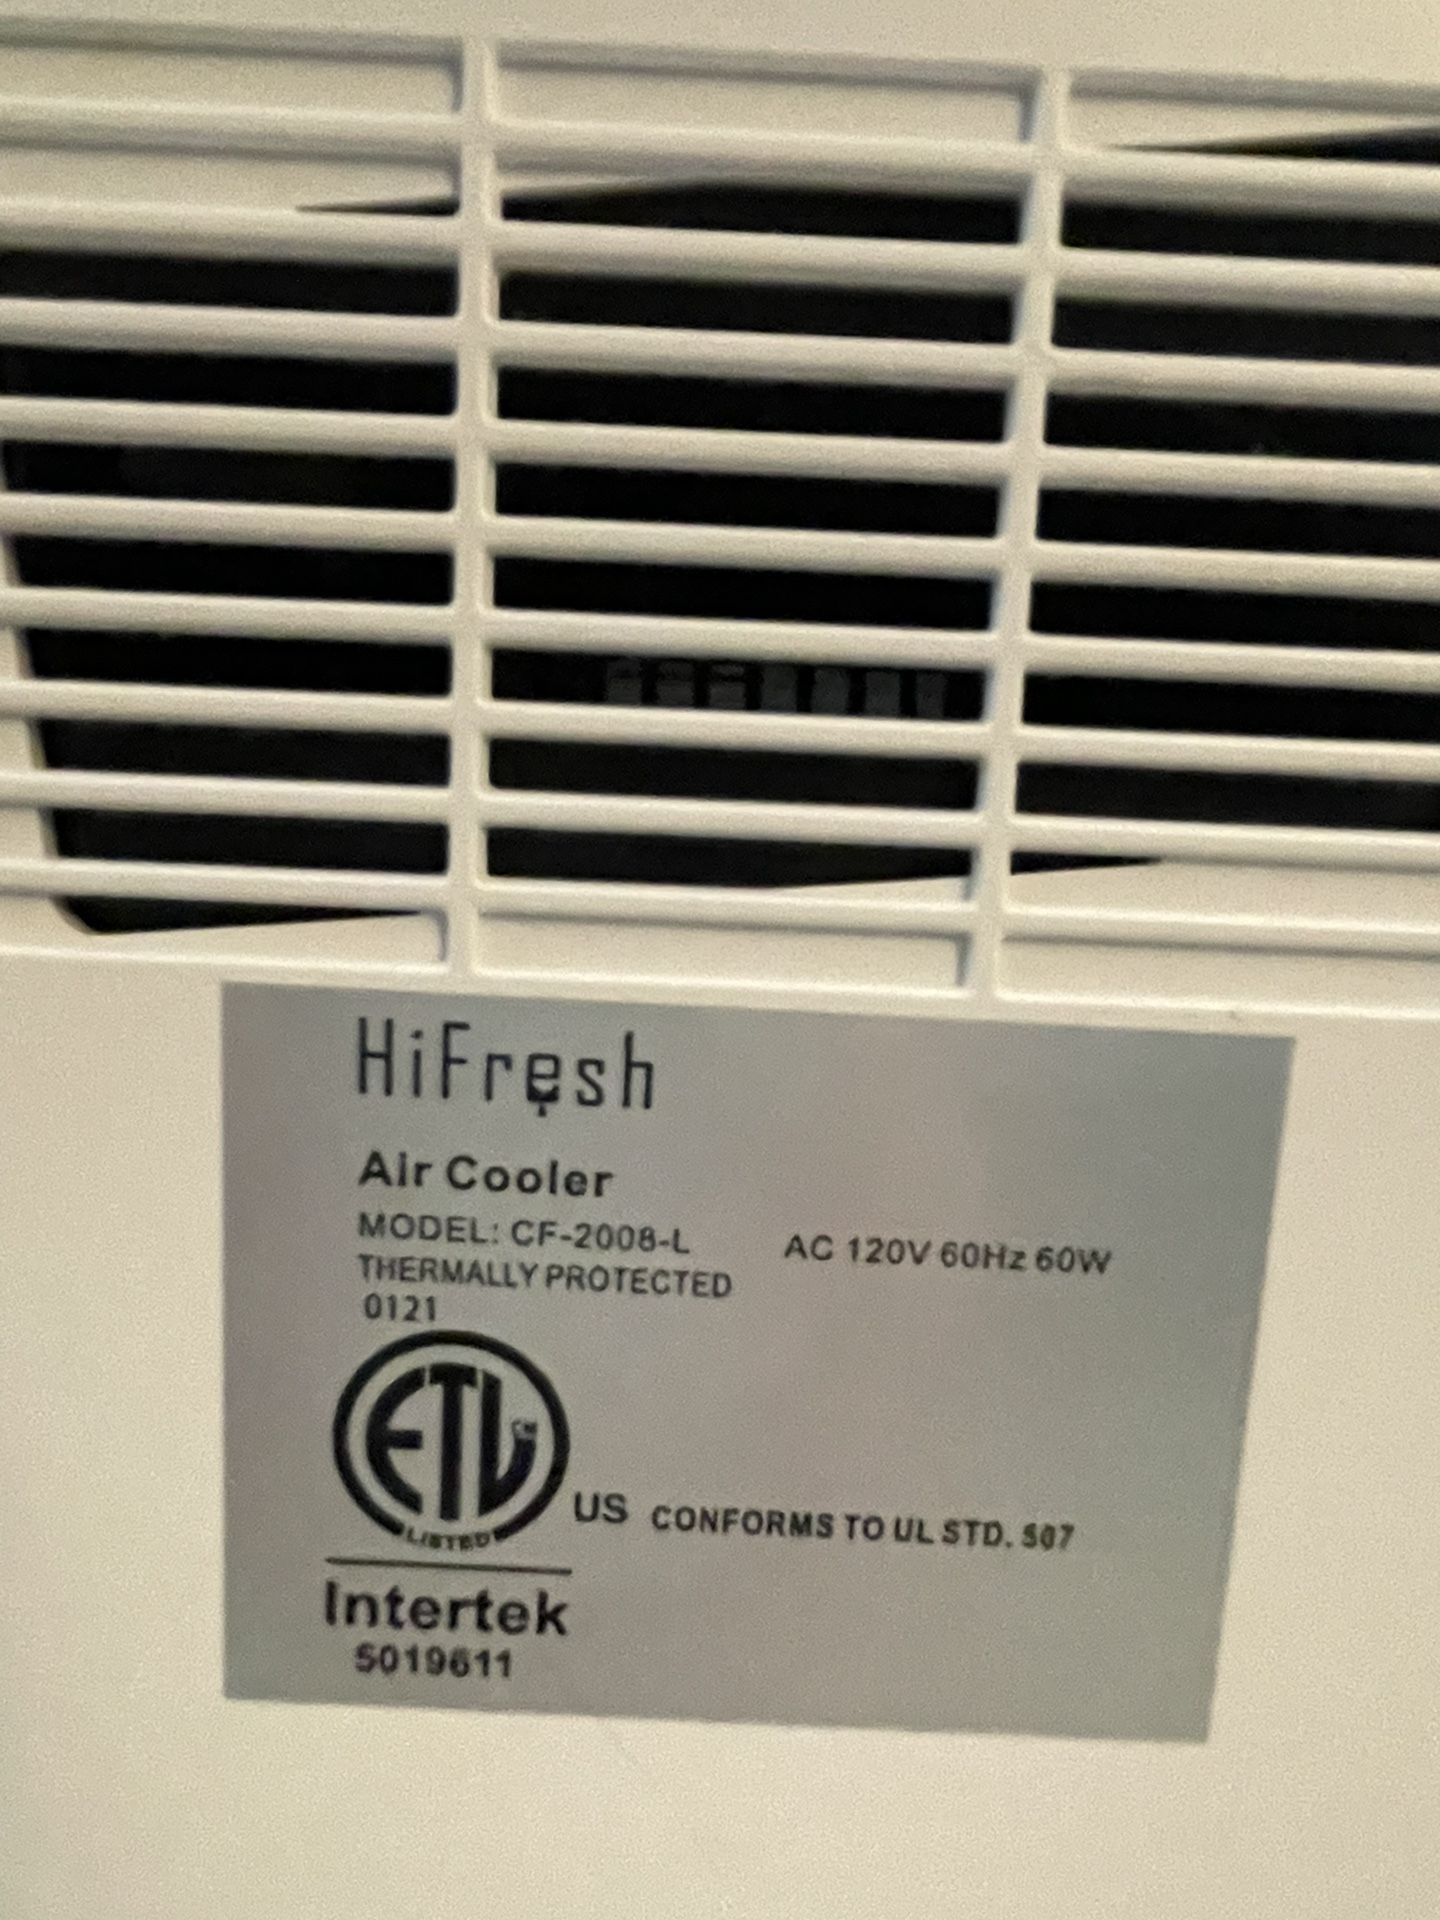 HiFresh
Air Cooler
MODEL: CF-2008-L AC 120V 60Hz 60W
THERMALLY PROTECTED
0121
ETL CM
LISTED
US CONFORMS TO UL STD. 507
Intertek
5019611